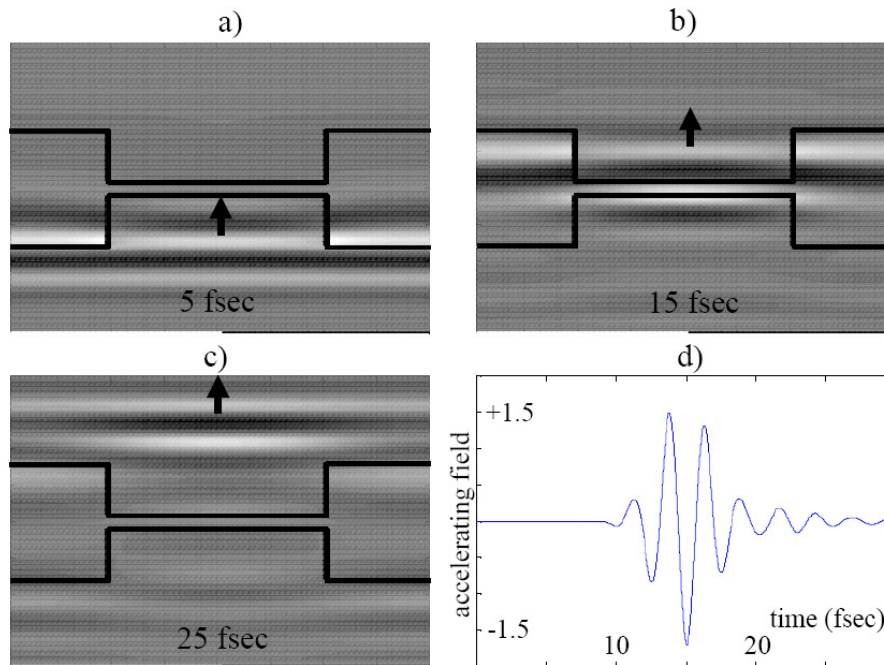 a)
b)
5 fsec
15 fsec
c)
d)
25 fsec
accelerating field
+1.5
-1.5
10
20
time (fsec)